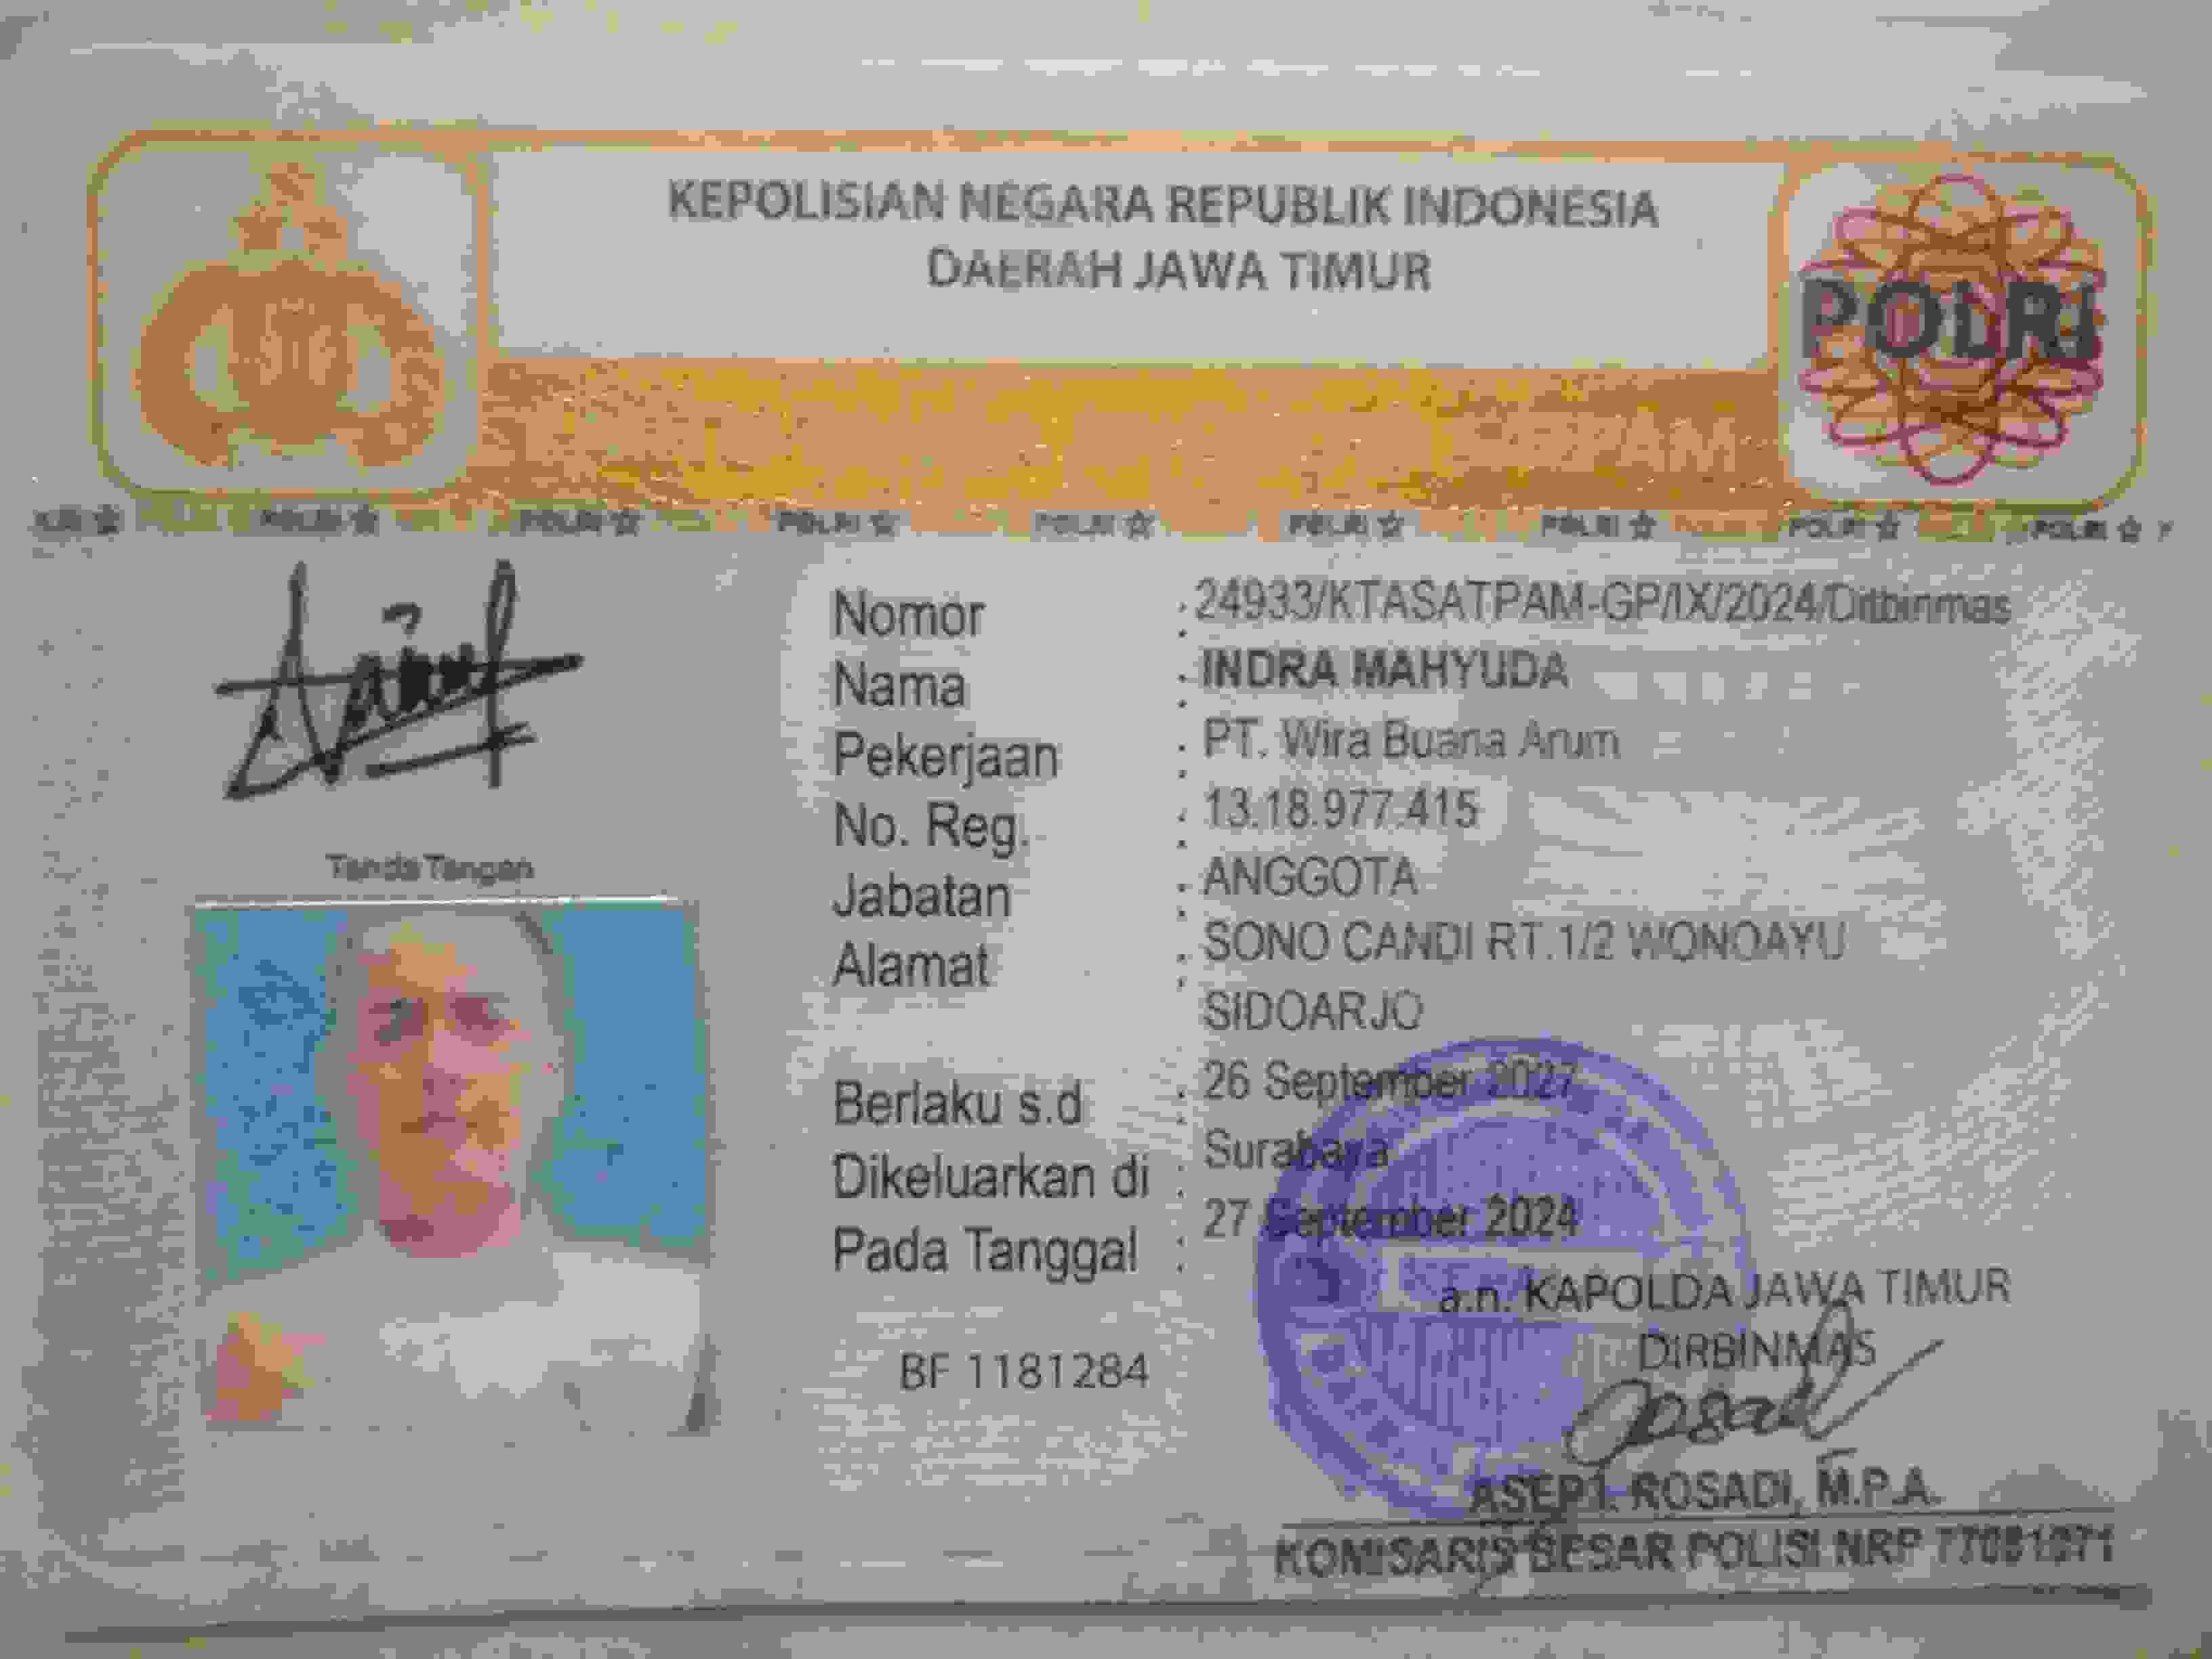 KEPOLISIAN NEGARA REPUBLIK INDONESIA
DAERAH JAWA TIMUR
POLRI
POLRI POLRI POLRI POLRI POLRI POLRI POLRI POLRI
Tanda Tangan
Nomor : 24933/KTASATPAM-GP/IX/2024/Ditbinmas
Nama : INDRA MAHYUDA
Pekerjaan : PT. Wira Buana Arum
No. Reg. : 13.18.977.415
Jabatan : ANGGOTA
Alamat : SONO CANDI RT.1/2 WONOAYU
SIDOARJO
Berlaku s.d : 26 September 2027
Dikeluarkan di : Surabaya
Pada Tanggal : 27 September 2024
a.n. KAPOLDA JAWA TIMUR
DIRBINMAS
BF 1181284
ASEP I. ROSADI, M.P.A.
KOMISARIS BESAR POLISI NRP 77081071